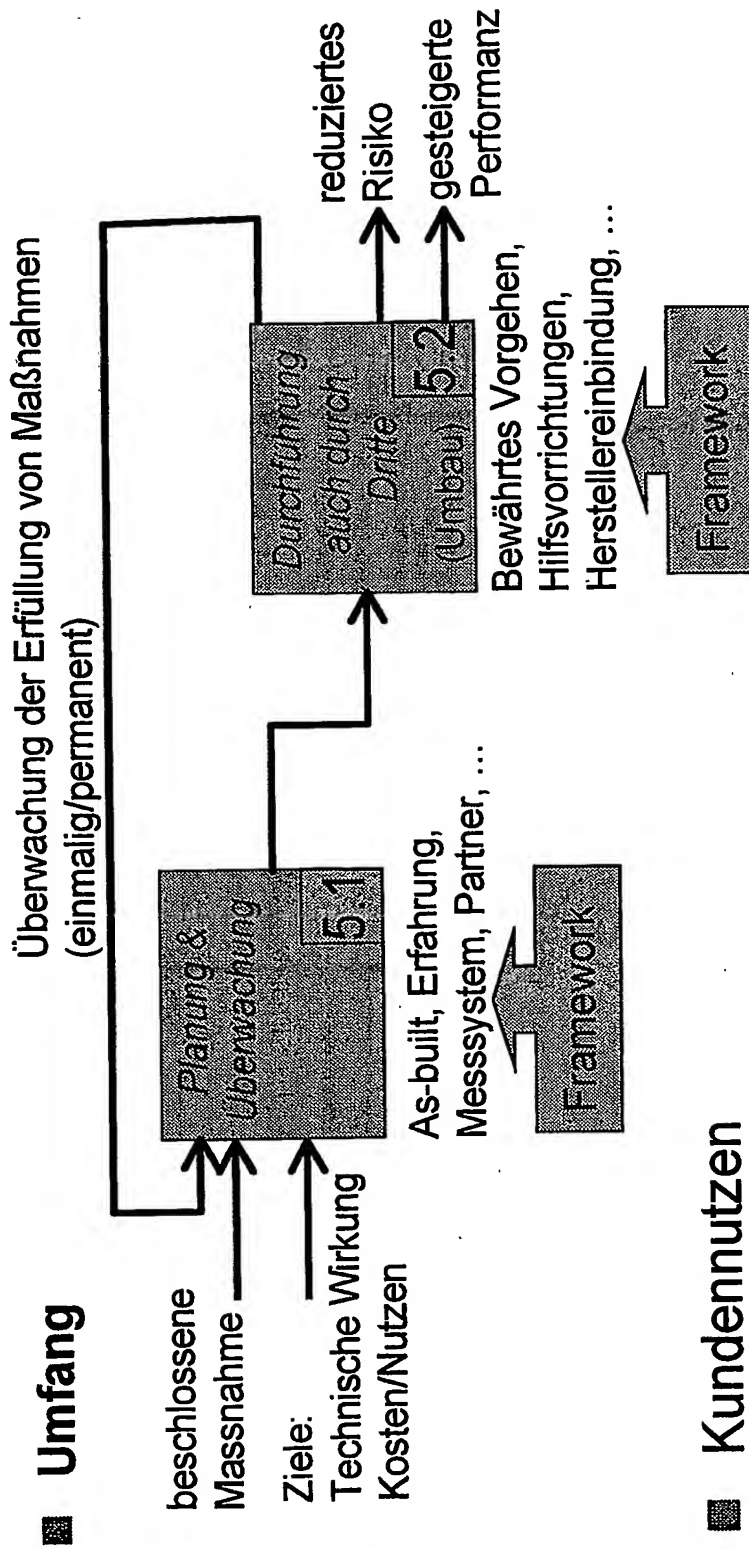 Umfang
Überwachung der Erfüllung von Maßnahmen
(einmalig/permanent)
beschlossene
Massnahme
Ziele:
Technische Wirkung
Kosten/Nutzen
Planung &
Überwachung
5.1
As-built, Erfahrung,
Messsystem, Partner, ...
Framework
Durchführung
auch durch
Dritte
(Umbau)
5.2
Bewährtes Vorgehen,
Hilfsvorrichtungen,
Herstellereinbindung, ...
Framework
reduziertes
Risiko
gesteigerte
Performanz
Kundennutzen